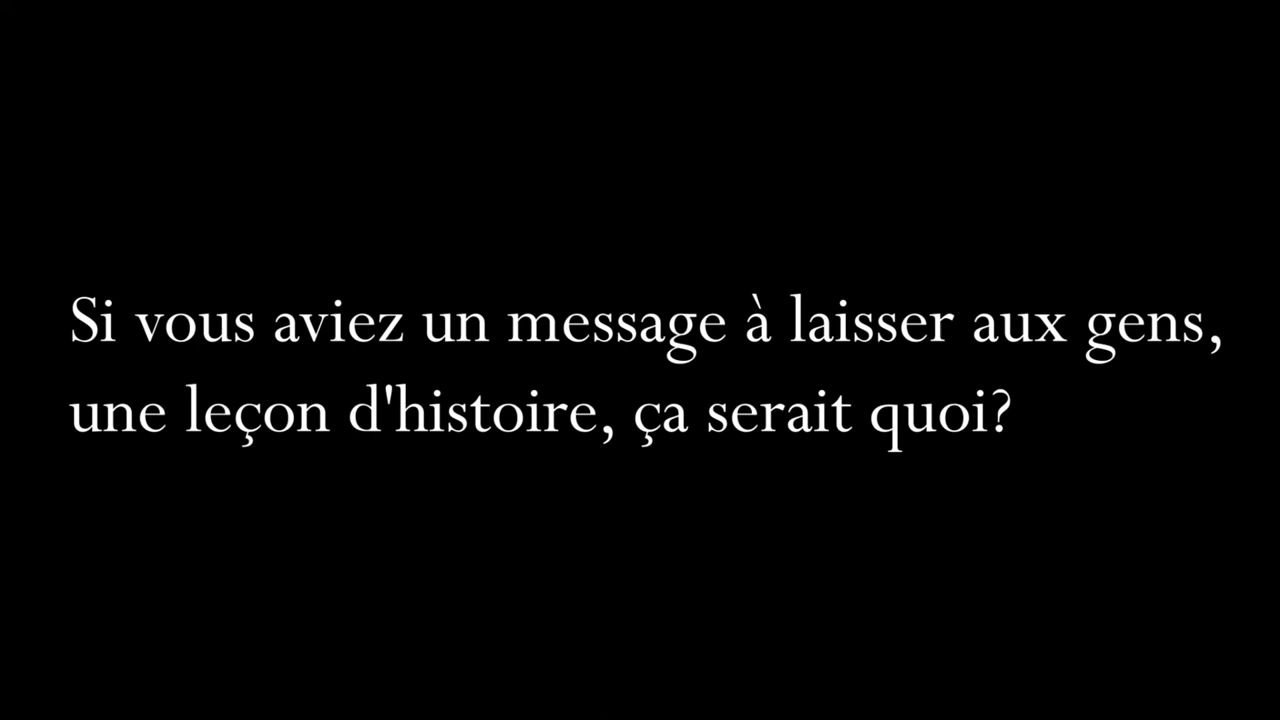 Si vous aviez un message à laisser aux gens,
une leçon d'histoire, ça serait quoi?